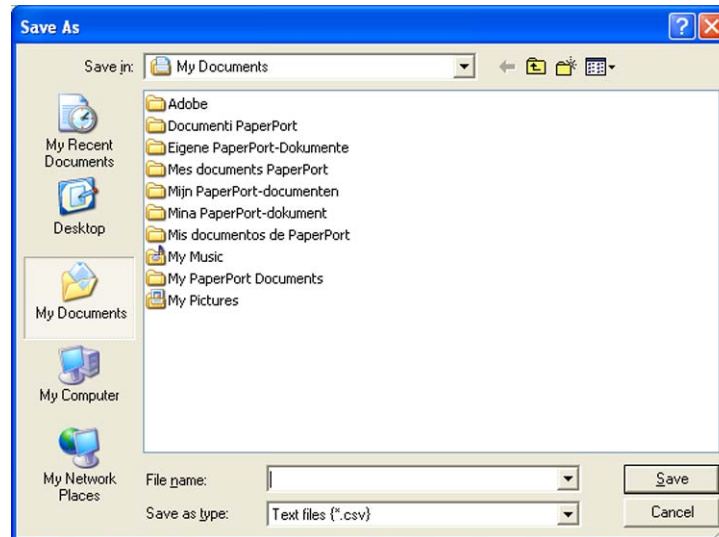 Save As
Save in:
My Documents
My Recent
Documents
Desktop
My Documents
My Computer
My Network
Places
Adobe
Documenti PaperPort
Eigene PaperPort-Dokumente
Mes documents PaperPort
Mijn PaperPort-documenten
Mina PaperPort-dokument
Mis documentos de PaperPort
My Music
My PaperPort Documents
My Pictures
File name:
Save
Save as type:
Text files {*.csv}
Cancel